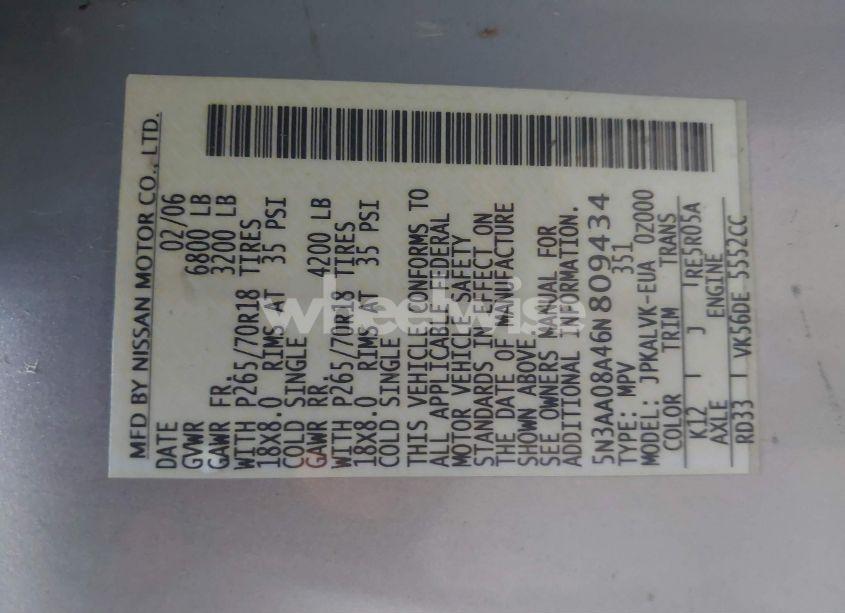 MFD BY NISSAN MOTOR CO., LTD.
DATE 02/06
GVWR 6800 LB
GAWR FR. 3200 LB
WITH P265/70R18 TIRES
18X8.0 RIMS AT 35 PSI
COLD SINGLE
GAWR RR. 4200 LB
WITH P265/70R18 TIRES
18X8.0 RIMS AT 35 PSI
COLD SINGLE
THIS VEHICLE CONFORMS TO
ALL APPLICABLE FEDERAL
MOTOR VEHICLE SAFETY
STANDARDS IN EFFECT ON
THE DATE OF MANUFACTURE
SHOWN ABOVE.
SEE OWNERS MANUAL FOR
ADDITIONAL INFORMATION.
5N3AA08A46N809434
TYPE: MPV 351
MODEL: JPKALVK-EUA 0Z000
COLOR TRIM TRANS
K12 J RE5R05A
AXLE ENGINE
RD33 VK56DE 5552CC
wheelwise